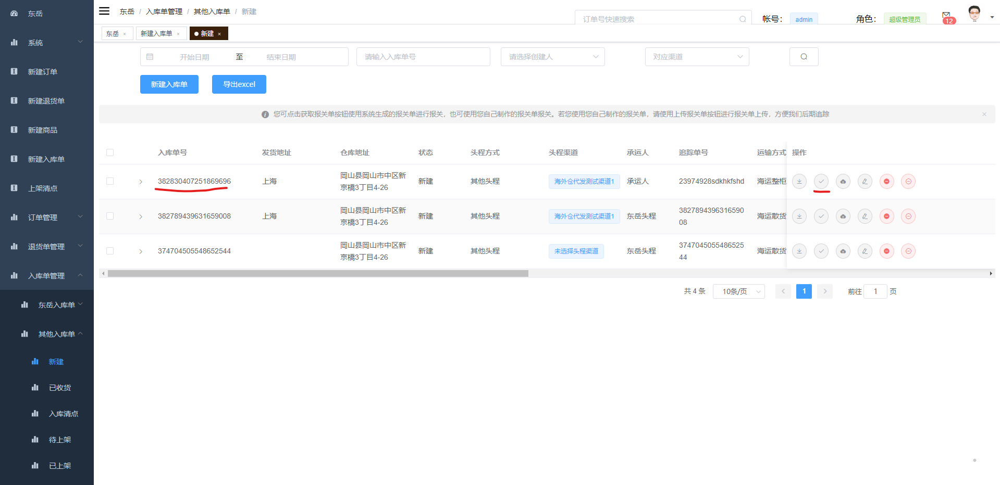 东岳
系统
新建订单
新建退货单
新建商品
新建入库单
上架清点
订单管理
退货单管理
入库单管理
东岳入库单
其他入库单
新建
已收货
入库清点
待上架
已上架
东岳 / 入库单管理 / 其他入库单 / 新建
订单号快速搜索
帐号： admin
角色： 超级管理员
12
东岳 × 新建入库单 × 新建 ×
开始日期 至 结束日期 请输入入库单号 请选择创建人 对应渠道
新建入库单 导出excel
您可点击获取报关单按钮使用系统生成的报关单进行报关，也可使用您自己制作的报关单报关。若您使用您自己制作的报关单，请使用上传报关单按钮进行报关单上传，方便我们后期追踪
入库单号 发货地址 仓库地址 状态 头程方式 头程渠道 承运人 追踪单号 运输方式 操作
382830407251869696 上海 岡山县岡山市中区新京橋3丁目4-26 新建 其他头程 海外仓代发测试渠道1 承运人 23974928sdkhkfshd 海运整柜
382789439631659008 上海 岡山县岡山市中区新京橋3丁目4-26 新建 其他头程 海外仓代发测试渠道1 东岳头程 382789439631659008 海运散货
374704505548652544 岡山县岡山市中区新京橋3丁目4-26 新建 其他头程 未选择头程渠道 东岳头程 374704505548652544 海运散货
共 4 条 10条/页 1 前往 1 页